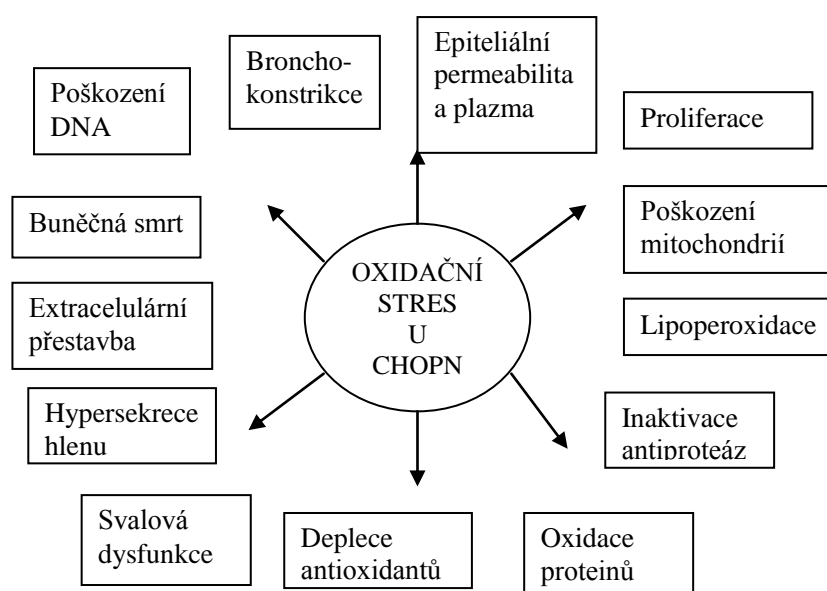 Poškození
DNA
Broncho-
konstrikce
Epiteliální
permeabilita
a plazma
Proliferace
Buněčná smrt
Poškození
mitochondrií
Extracelulární
přestavba
OXIDAČNÍ
STRES
U
CHOPN
Lipoperoxidace
Hypersekrece
hlenu
Inaktivace
antiproteáz
Svalová
dysfunkce
Deplece
antioxidantů
Oxidace
proteinů